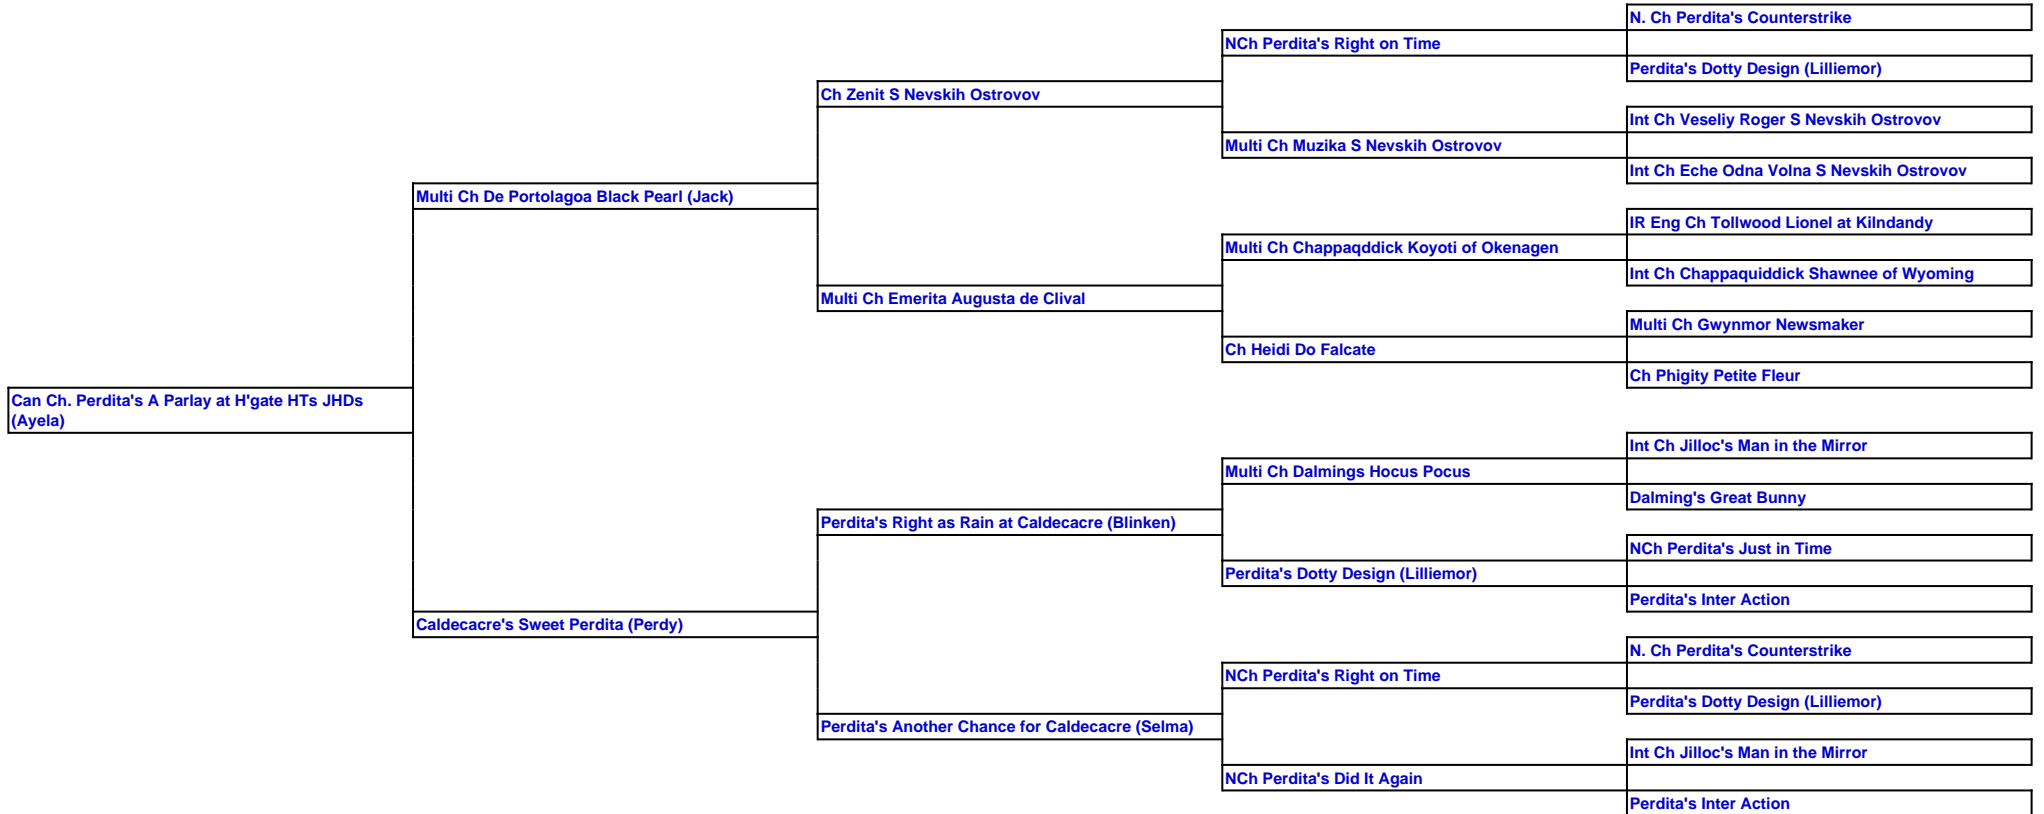 N. Ch Perdita's Counterstrike
NCh Perdita's Right on Time
Perdita's Dotty Design (Lilliemor)
Ch Zenit S Nevskih Ostrovov
Int Ch Veseliy Roger S Nevskih Ostrovov
Multi Ch Muzika S Nevskih Ostrovov
Int Ch Eche Odna Volna S Nevskih Ostrovov
Multi Ch De Portolagoa Black Pearl (Jack)
IR Eng Ch Tollwood Lionel at Kilndandy
Multi Ch Chappaqddick Koyoti of Okenagen
Int Ch Chappaquiddick Shawnee of Wyoming
Multi Ch Emerita Augusta de Clival
Multi Ch Gwynmor Newsmaker
Ch Heidi Do Falcate
Ch Phigity Petite Fleur
Can Ch. Perdita's A Parlay at H'gate HTs JHDs
(Ayela)
Int Ch Jilloc's Man in the Mirror
Multi Ch Dalmings Hocus Pocus
Dalming's Great Bunny
Perdita's Right as Rain at Caldecacre (Blinken)
NCh Perdita's Just in Time
Perdita's Dotty Design (Lilliemor)
Perdita's Inter Action
Caldecacre's Sweet Perdita (Perdy)
N. Ch Perdita's Counterstrike
NCh Perdita's Right on Time
Perdita's Dotty Design (Lilliemor)
Perdita's Another Chance for Caldecacre (Selma)
Int Ch Jilloc's Man in the Mirror
NCh Perdita's Did It Again
Perdita's Inter Action